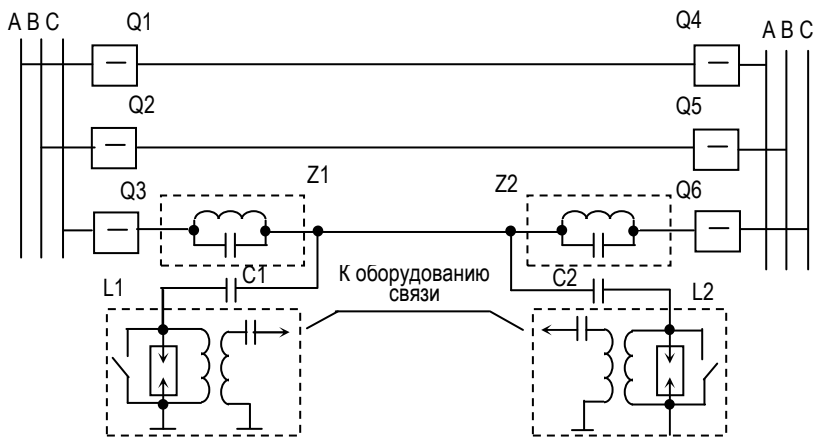 A B C
Q1
Q4
A B C
Q2
Q5
Q3
Z1
Z2
Q6
L1
C1
К оборудованию
связи
C2
L2